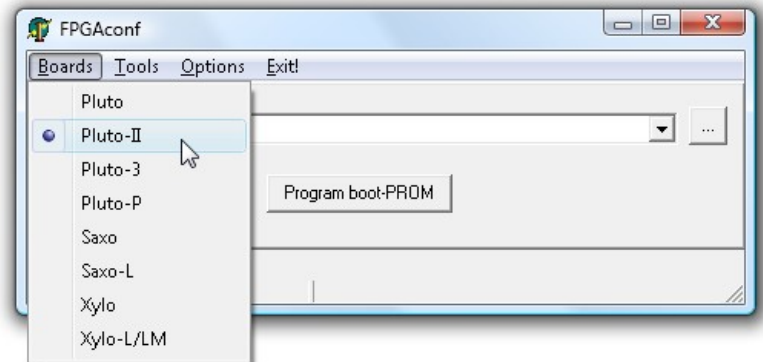 FPGAconf
Boards Tools Options Exit!
Pluto
Pluto-II
...
Pluto-3
Pluto-P
Program boot-PROM
Saxo
Saxo-L
Xylo
Xylo-L/LM